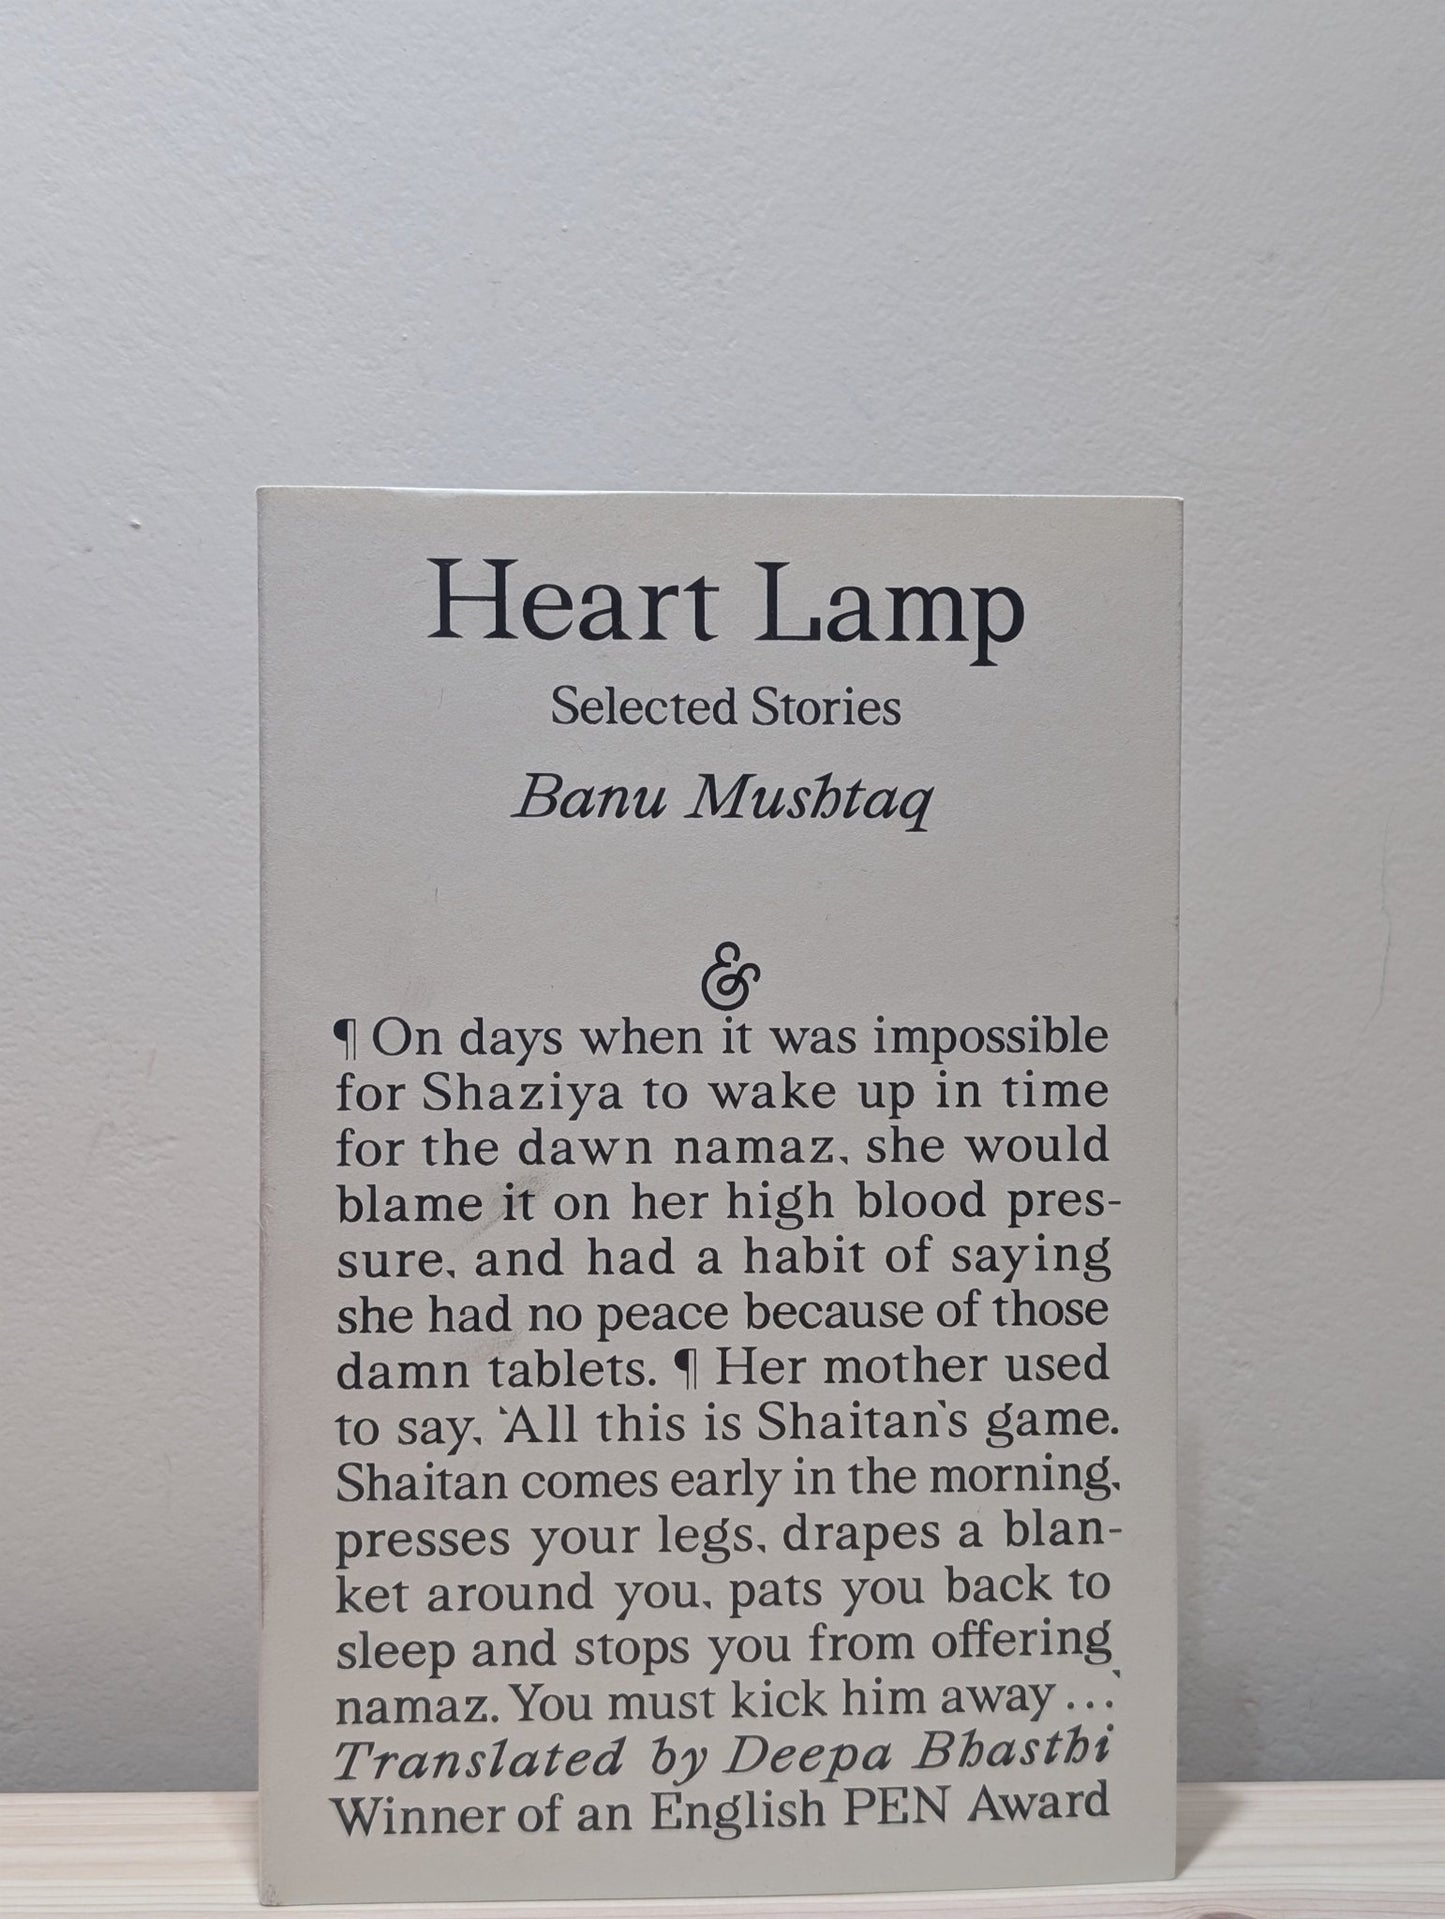 Heart Lamp
Selected Stories
Banu Mushtaq
&
¶ On days when it was impossible
for Shaziya to wake up in time
for the dawn namaz, she would
blame it on her high blood pres-
sure, and had a habit of saying
she had no peace because of those
damn tablets. ¶ Her mother used
to say, ‘All this is Shaitan’s game.
Shaitan comes early in the morning,
presses your legs, drapes a blan-
ket around you, pats you back to
sleep and stops you from offering
namaz. You must kick him away . . .’
Translated by Deepa Bhasthi
Winner of an English PEN Award